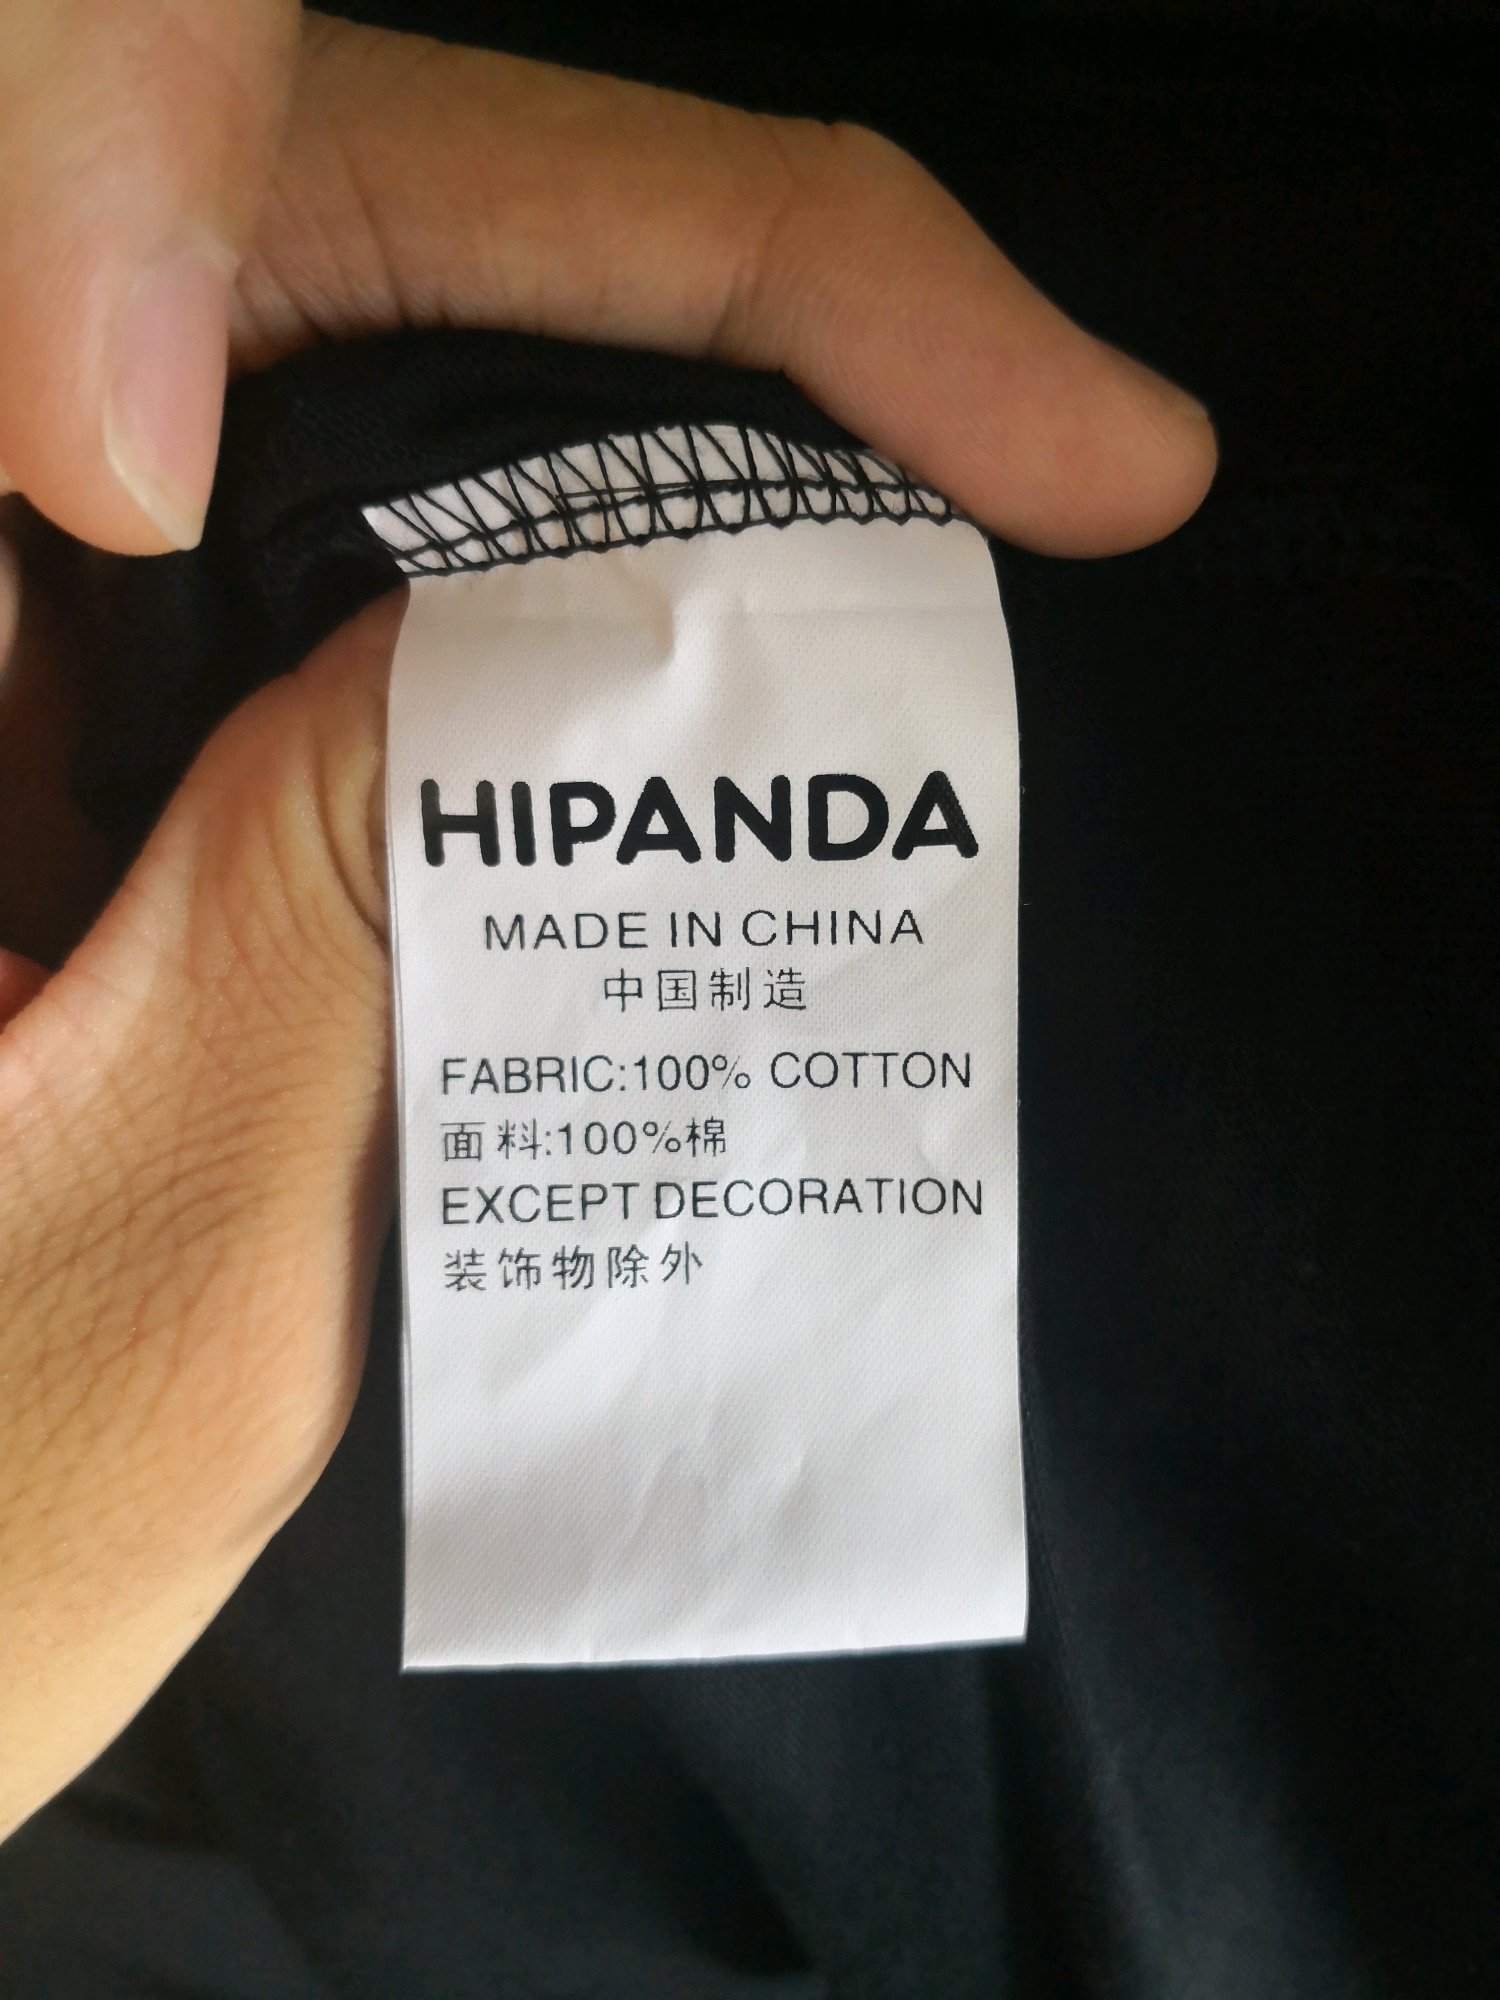 HIPANDA
MADE IN CHINA
中国制造
FABRIC:100% COTTON
面料:100%棉
EXCEPT DECORATION
装饰物除外